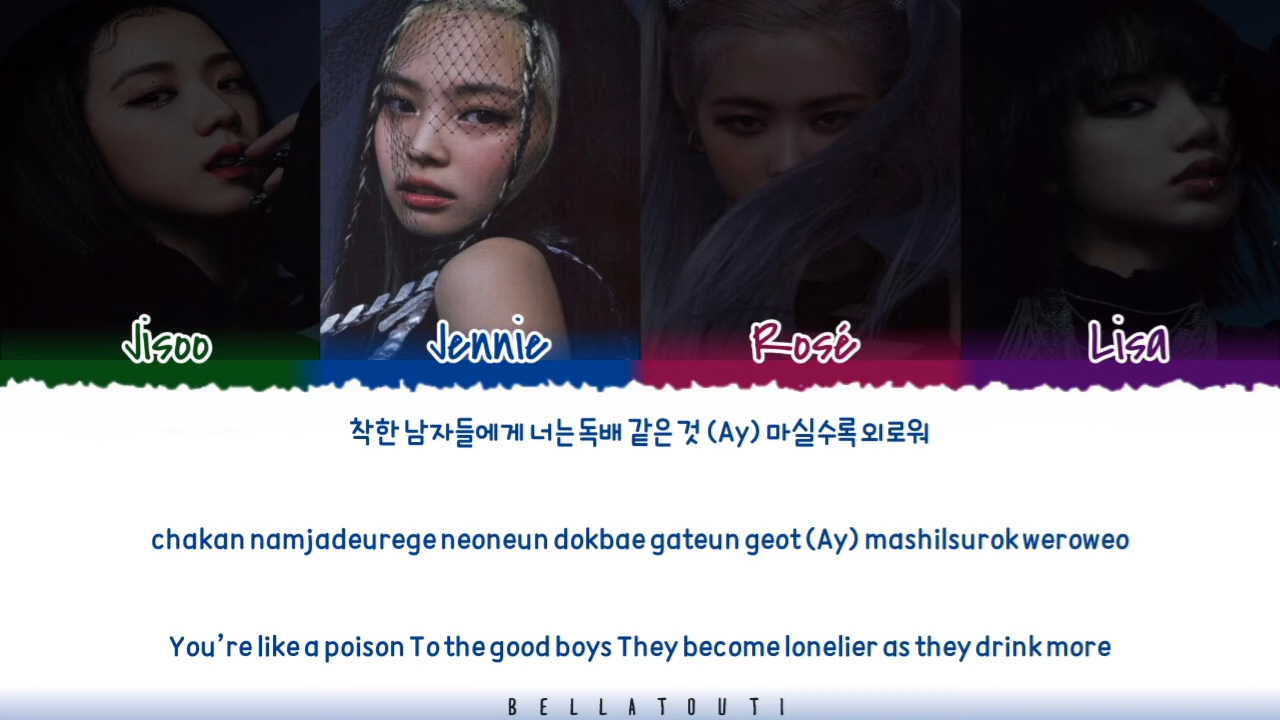 Jisoo Jennie Rosé Lisa
착한 남자들에게 너는 독배 같은 것 (Ay) 마실수록 외로워
chakan namjadeurege neoneun dokbae gateun geot (Ay) mashilsurok weroweo
You’re like a poison To the good boys They become lonelier as they drink more
BELLATOUTI